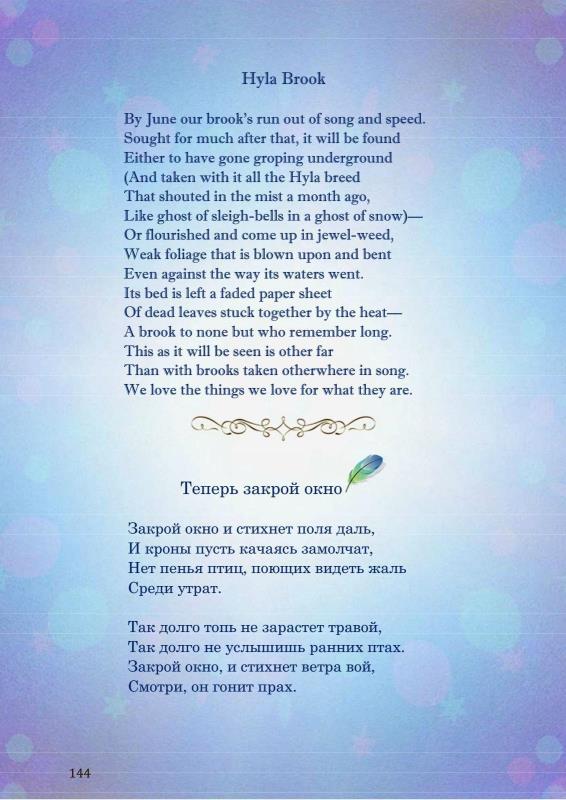 Hyla Brook
By June our brook's run out of song and speed.
Sought for much after that, it will be found
Either to have gone groping underground
(And taken with it all the Hyla breed
That shouted in the mist a month ago,
Like ghost of sleigh-bells in a ghost of snow)—
Or flourished and come up in jewel-weed,
Weak foliage that is blown upon and bent
Even against the way its waters went.
Its bed is left a faded paper sheet
Of dead leaves stuck together by the heat—
A brook to none but who remember long.
This as it will be seen is other far
Than with brooks taken otherwhere in song.
We love the things we love for what they are.
Теперь закрой окно
Закрой окно и стихнет поля даль,
И кроны пусть качаясь замолчат,
Нет пенья птиц, поющих видеть жаль
Среди утрат.
Так долго топь не зарастет травой,
Так долго не услышишь ранних птах.
Закрой окно, и стихнет ветра вой,
Смотри, он гонит прах.
144